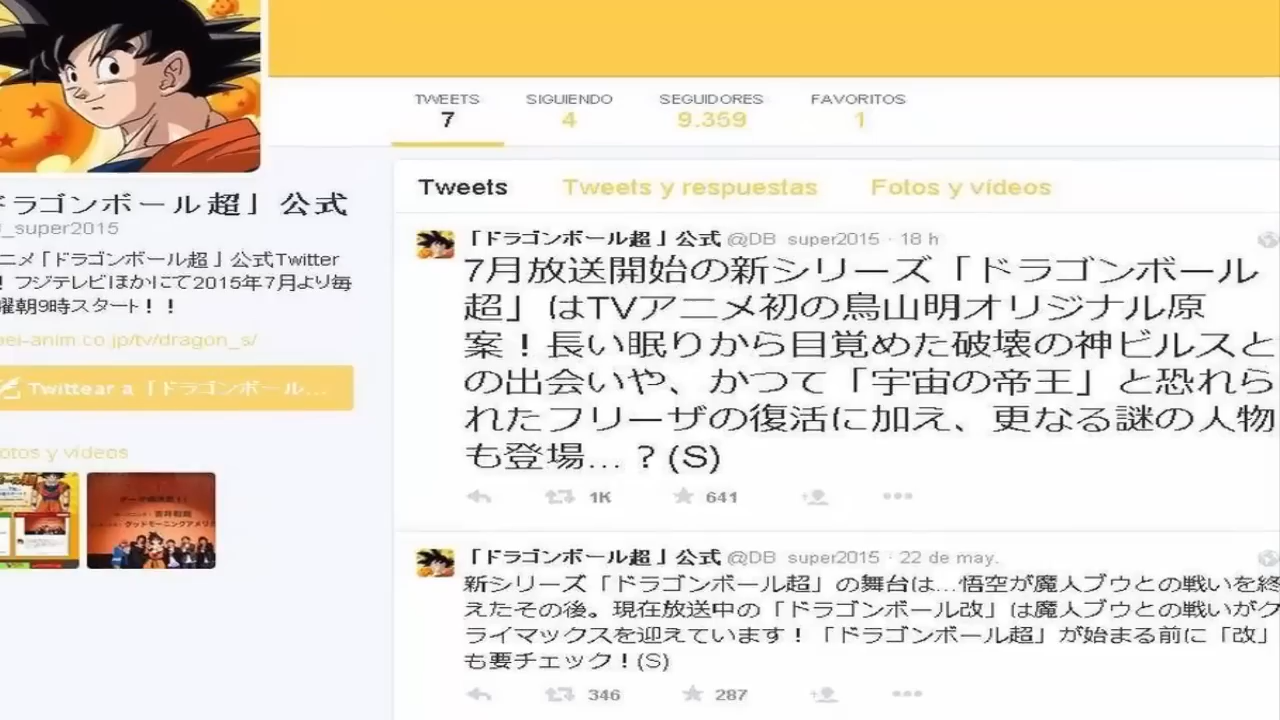 TWEETS SIGUIENDO SEGUIDORES FAVORITOS
7 4 9.359 1
ドラゴンボール超」公式
_super2015
ニメ「ドラゴンボール超」公式Twitter
！フジテレビほかにて2015年7月より毎
曜朝9時スタート！！
ei-anim.co.jp/tv/dragon_s/
Twittear a 「ドラゴンボール...
otos y vídeos
Tweets Tweets y respuestas Fotos y vídeos
「ドラゴンボール超」公式 @DB_super2015 · 18 h
7月放送開始の新シリーズ「ドラゴンボール
超」はTVアニメ初の鳥山明オリジナル原
案！長い眠りから目覚めた破壊の神ビルスと
の出会いや、かつて「宇宙の帝王」と恐れら
れたフリーザの復活に加え、更なる謎の人物
も登場...？(S)
1K 641
「ドラゴンボール超」公式 @DB_super2015 · 22 de may.
新シリーズ「ドラゴンボール超」の舞台は...悟空が魔人ブウとの戦いを終
えたその後。現在放送中の「ドラゴンボール改」は魔人ブウとの戦いがク
ライマックスを迎えています！「ドラゴンボール超」が始まる前に「改」
も要チェック！(S)
346 287